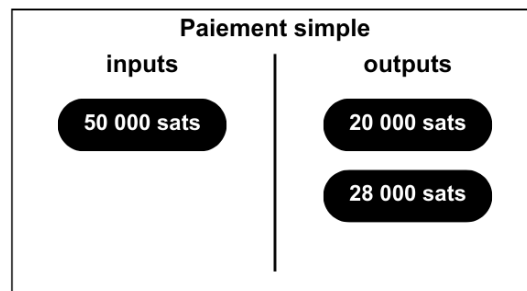 Paiement simple
inputs
outputs
50 000 sats
20 000 sats
28 000 sats